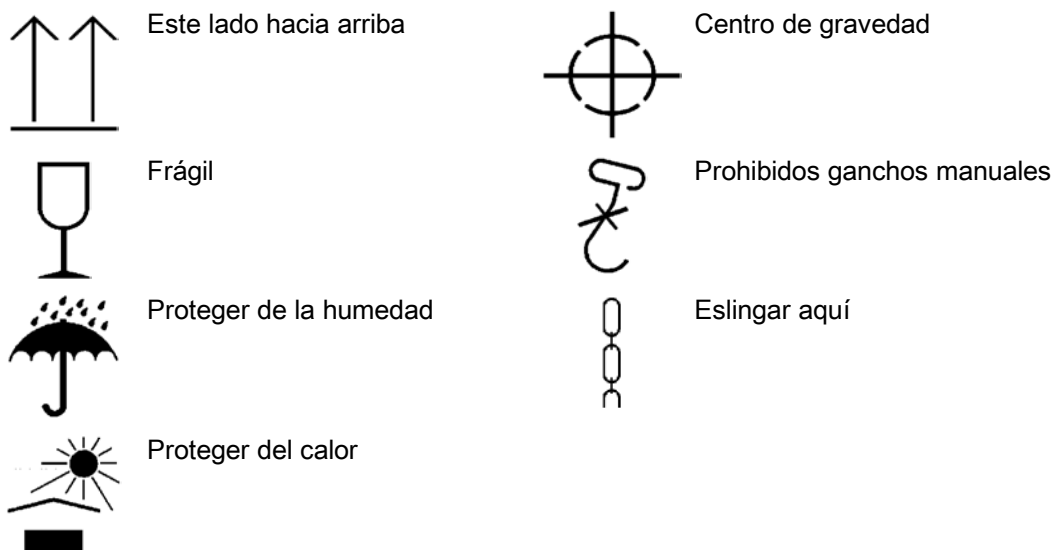 Este lado hacia arriba
Centro de gravedad
Frágil
Prohibidos ganchos manuales
Proteger de la humedad
Eslingar aquí
Proteger del calor